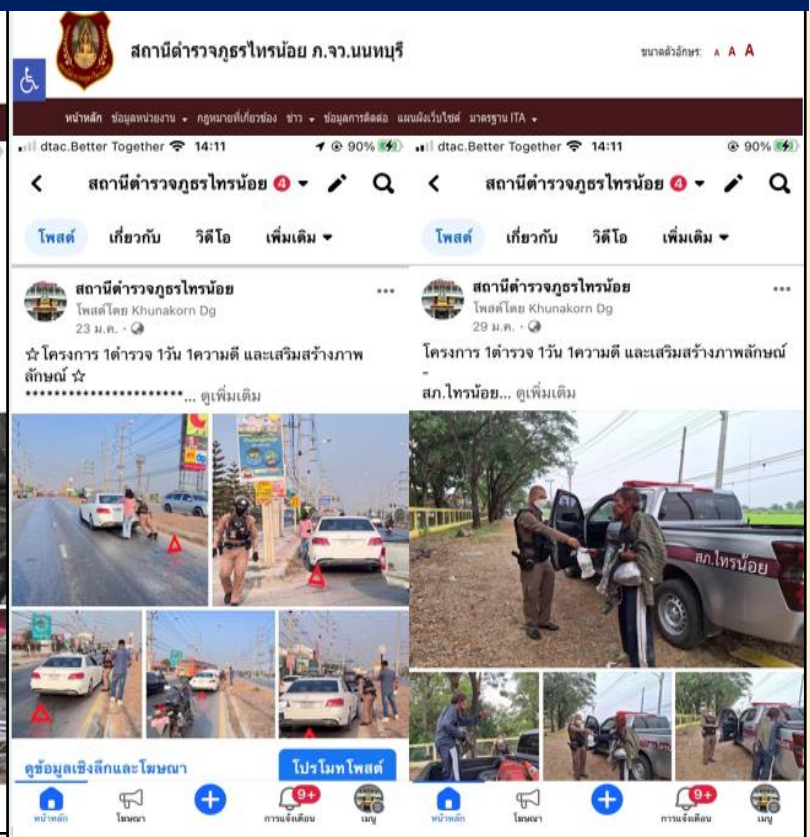 สถานีตำรวจภูธรไทรน้อย ภ.จว.นนทบุรี
ขนาดตัวอักษร: A A A
หน้าหลัก ข้อมูลหน่วยงาน กฎหมายที่เกี่ยวข้อง ข่าว ข้อมูลการติดต่อ แผนผังเว็บไซต์ มาตรฐาน ITA
dtac.Better Together 14:11 90%
สถานีตำรวจภูธรไทรน้อย 4
โพสต์ เกี่ยวกับ วิดีโอ เพิ่มเติม
สถานีตำรวจภูธรไทรน้อย
โพสต์โดย Khunakorn Dg
23 ม.ค. ·
☆ โครงการ 1ตำรวจ 1วัน 1ความดี และเสริมสร้างภาพ
ลักษณ์ ☆
**********************... ดูเพิ่มเติม
ดูข้อมูลเชิงลึกและโฆษณา
โปรโมทโพสต์
9+
หน้าหลัก โฆษณา การแจ้งเตือน เมนู
dtac.Better Together 14:11 90%
สถานีตำรวจภูธรไทรน้อย 4
โพสต์ เกี่ยวกับ วิดีโอ เพิ่มเติม
สถานีตำรวจภูธรไทรน้อย
โพสต์โดย Khunakorn Dg
29 ม.ค. ·
โครงการ 1ตำรวจ 1วัน 1ความดี และเสริมสร้างภาพลักษณ์
-
สภ.ไทรน้อย... ดูเพิ่มเติม
สภ.ไทรน้อย
9+
หน้าหลัก โฆษณา การแจ้งเตือน เมนู